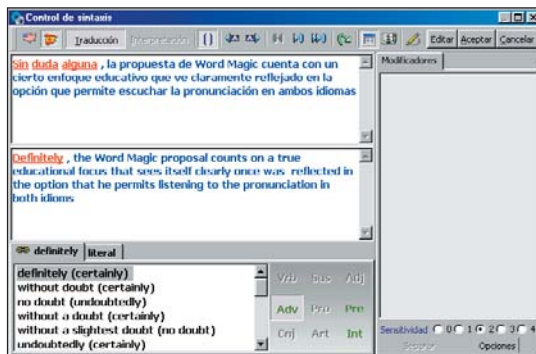 Control de sintaxis
Traducción Interpretación Editar Aceptar Cancelar
Sin duda alguna , la propuesta de Word Magic cuenta con un
cierto enfoque educativo que ve claramente reflejado en la
opción que permite escuchar la pronunciación en ambos idiomas
Modificadores
Definitely , the Word Magic proposal counts on a true
educational focus that sees itself clearly once was reflected in
the option that he permits listening to the pronunciation in
both idioms
definitely literal
definitely (certainly)
without doubt (certainly)
no doubt (undoubtedly)
without a doubt (certainly)
without a slightest doubt (no doubt)
undoubtedly (certainly)
Vrb Sus Adj
Adv Pro Pre
Cnj Art Int
Sensitividad 0 1 2 3 4
Opciones